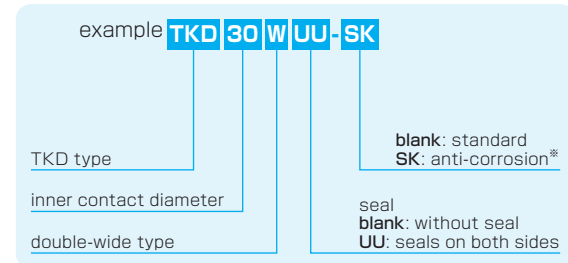 example TKD 30 W UU - SK
blank: standard
TKD type
SK: anti-corrosion※
inner contact diameter
seal
blank: without seal
double-wide type
UU: seals on both sides